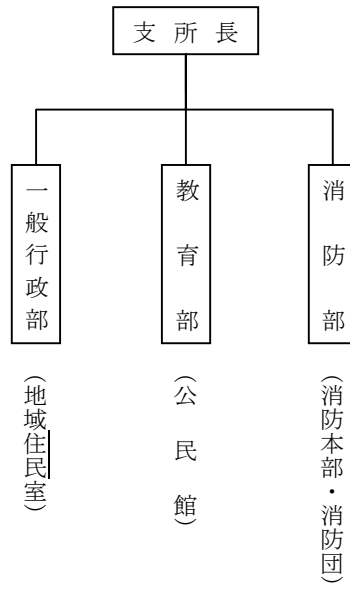 支所長
一般行政部
教育部
消防部
（地域住民室）
（公民館）
（消防本部・消防団）